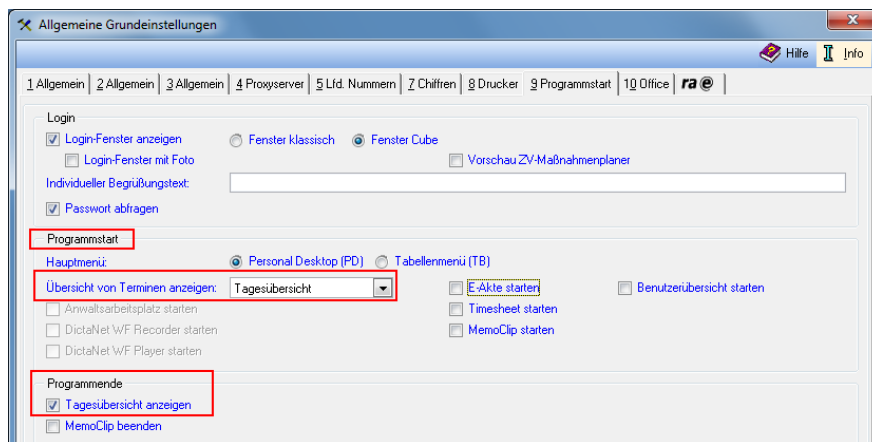 Allgemeine Grundeinstellungen
Hilfe Info
1 Allgemein 2 Allgemein 3 Allgemein 4 Proxyserver 5 Lfd. Nummern 7 Chiffren 8 Drucker 9 Programmstart 10 Office ra e
Login
Login-Fenster anzeigen Fenster klassisch Fenster Cube
Login-Fenster mit Foto Vorschau ZV-Maßnahmenplaner
Individueller Begrüßungstext:
Passwort abfragen
Programmstart
Hauptmenü: Personal Desktop (PD) Tabellenmenü (TB)
Übersicht von Terminen anzeigen: Tagesübersicht E-Akte starten Benutzerübersicht starten
Anwaltsarbeitsplatz starten Timesheet starten
DictaNet WF Recorder starten MemoClip starten
DictaNet WF Player starten
Programmende
Tagesübersicht anzeigen
MemoClip beenden